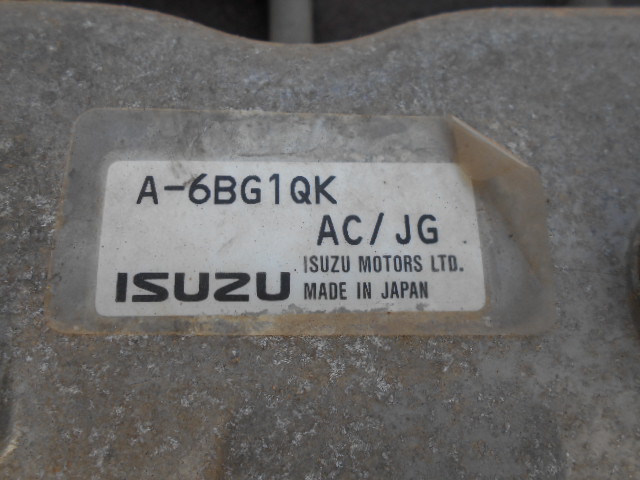 A-6BG1QK
AC/JG
ISUZU
ISUZU MOTORS LTD.
MADE IN JAPAN